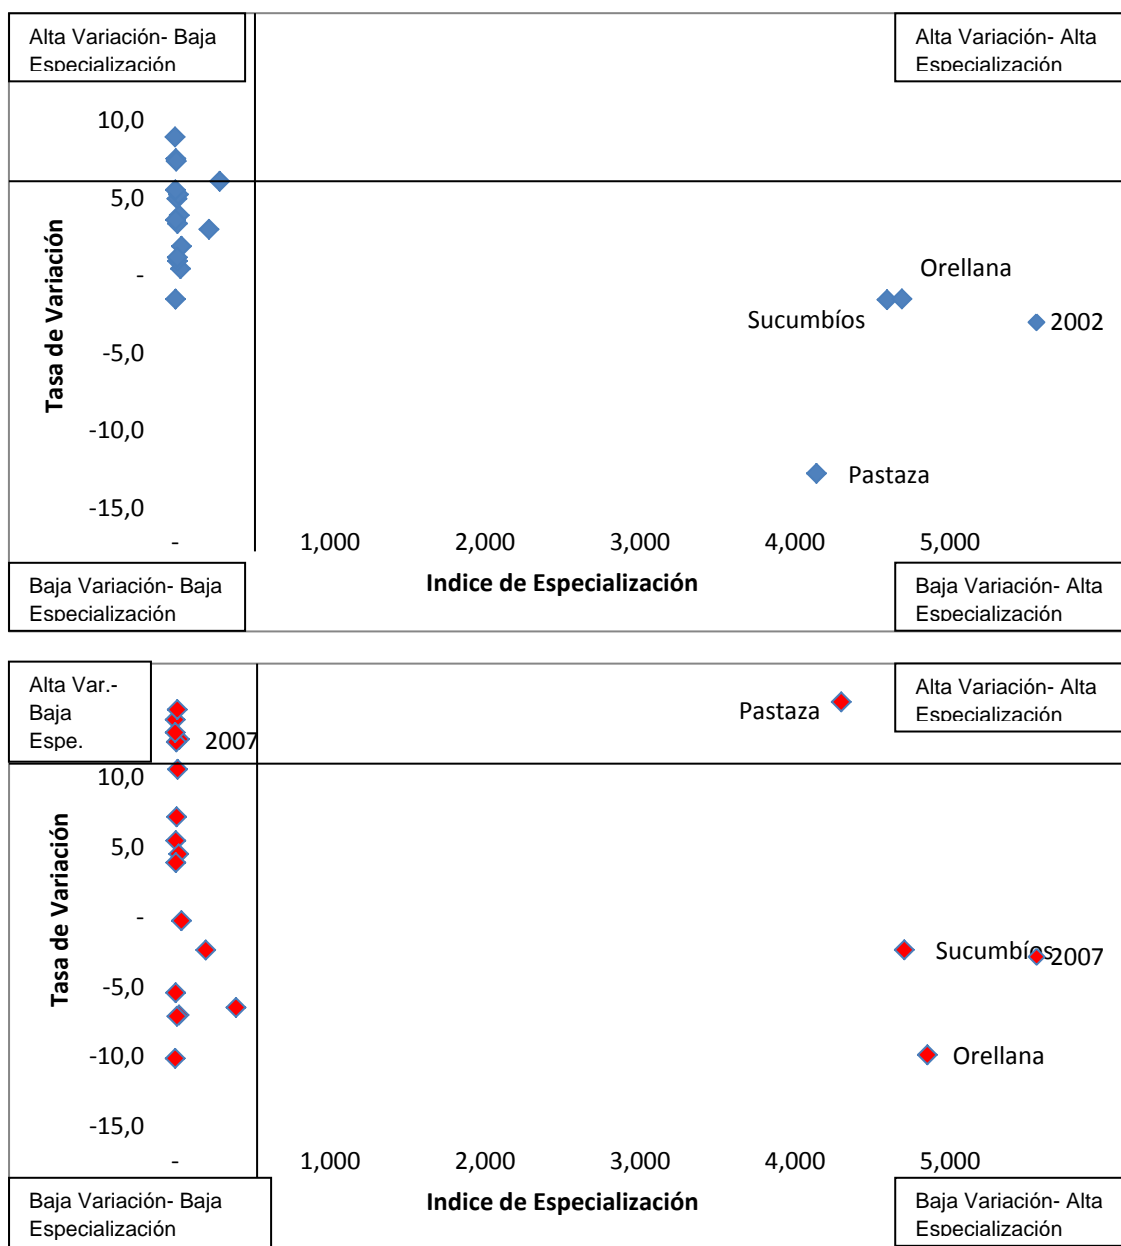 Alta Variación- Baja
Especialización
Alta Variación- Alta
Especialización
10,0
5,0
-
-5,0
-10,0
-15,0
Tasa de Variación
Orellana
Sucumbíos
2002
Pastaza
-
1,000
2,000
3,000
4,000
5,000
Indice de Especialización
Baja Variación- Baja
Especialización
Baja Variación- Alta
Especialización
Alta Var.-
Baja
Espe.
Alta Variación- Alta
Especialización
Pastaza
2007
10,0
5,0
-
-5,0
-10,0
-15,0
Tasa de Variación
Sucumbíos
2007
Orellana
-
1,000
2,000
3,000
4,000
5,000
Indice de Especialización
Baja Variación- Baja
Especialización
Baja Variación- Alta
Especialización